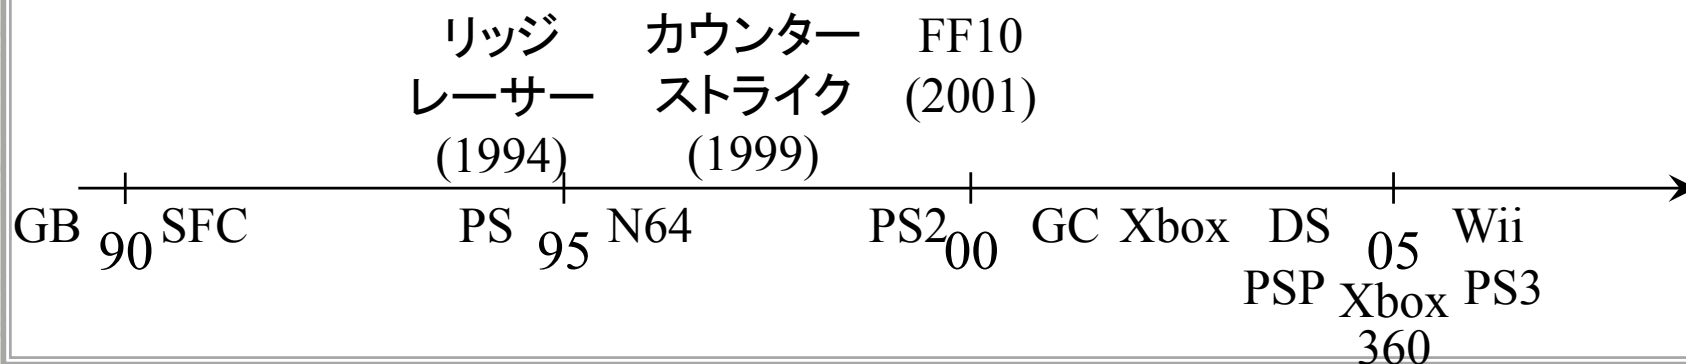 リッジ
レーサー
(1994)
カウンター
ストライク
(1999)
FF10
(2001)
GB 90 SFC PS 95 N64 PS2 00 GC Xbox DS 05 Wii
PSP Xbox 360 PS3